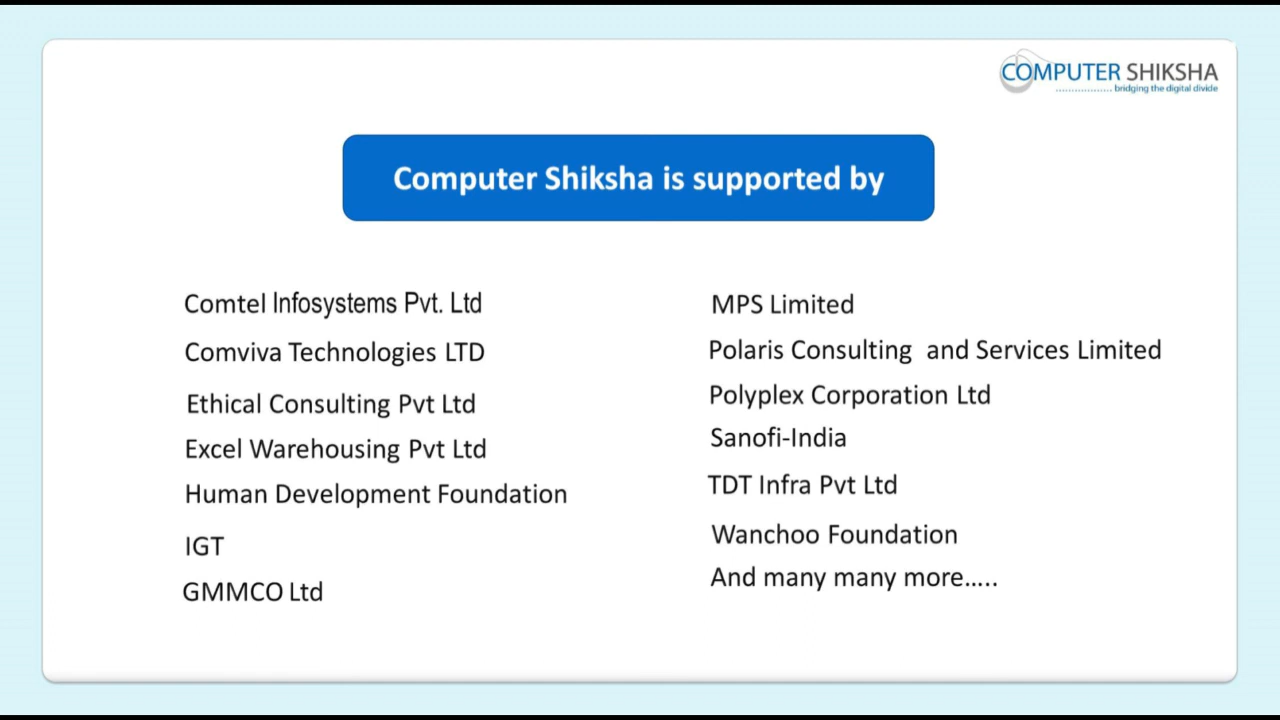 COMPUTER SHIKSHA
.................. bridging the digital divide
Computer Shiksha is supported by
Comtel Infosystems Pvt. Ltd
Comviva Technologies LTD
Ethical Consulting Pvt Ltd
Excel Warehousing Pvt Ltd
Human Development Foundation
IGT
GMMCO Ltd
MPS Limited
Polaris Consulting and Services Limited
Polyplex Corporation Ltd
Sanofi-India
TDT Infra Pvt Ltd
Wanchoo Foundation
And many many more.....